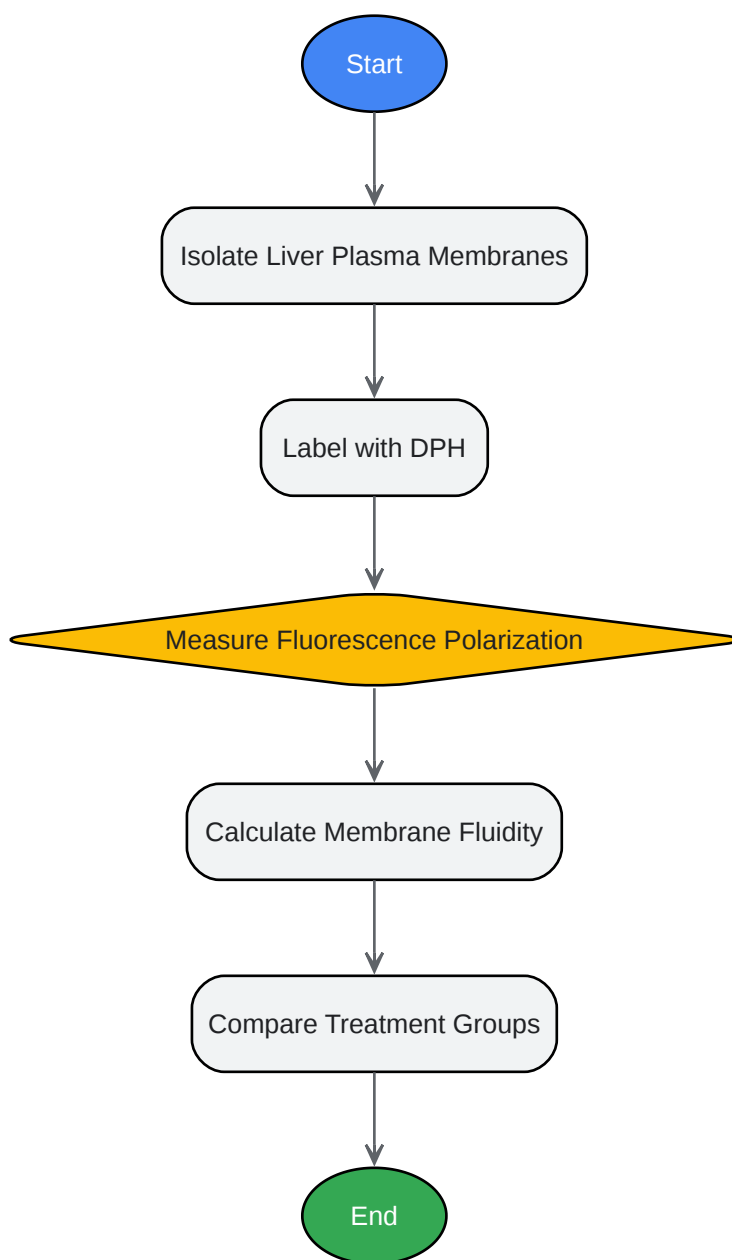 Start
Isolate Liver Plasma Membranes
Label with DPH
Measure Fluorescence Polarization
Calculate Membrane Fluidity
Compare Treatment Groups
End